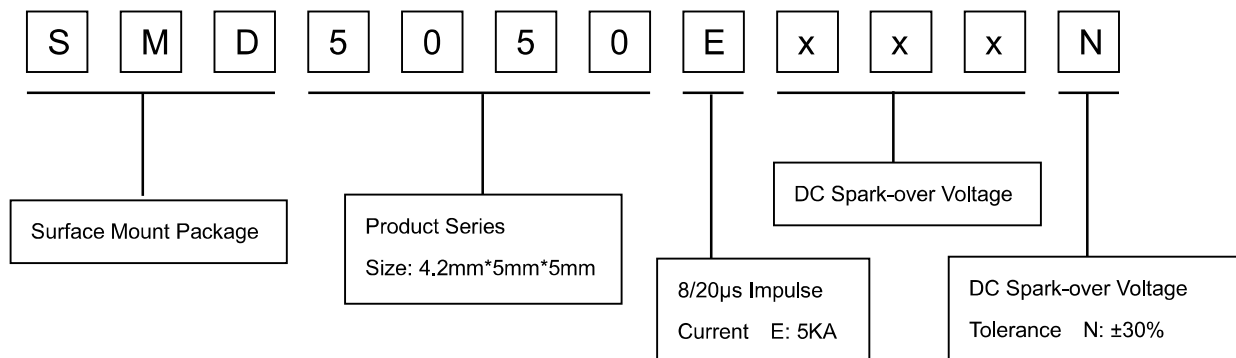 S M D 5 0 5 0 E x x x N
DC Spark-over Voltage
Surface Mount Package
Product Series
Size: 4.2mm*5mm*5mm
8/20μs Impulse
Current E: 5KA
DC Spark-over Voltage
Tolerance N: ±30%